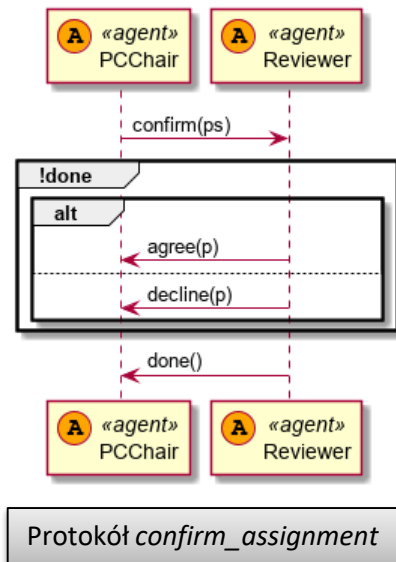 A «agent» A «agent»
PCChair Reviewer
confirm(ps)
!done
alt
agree(p)
decline(p)
done()
A «agent» A «agent»
PCChair Reviewer
Protokół confirm_assignment